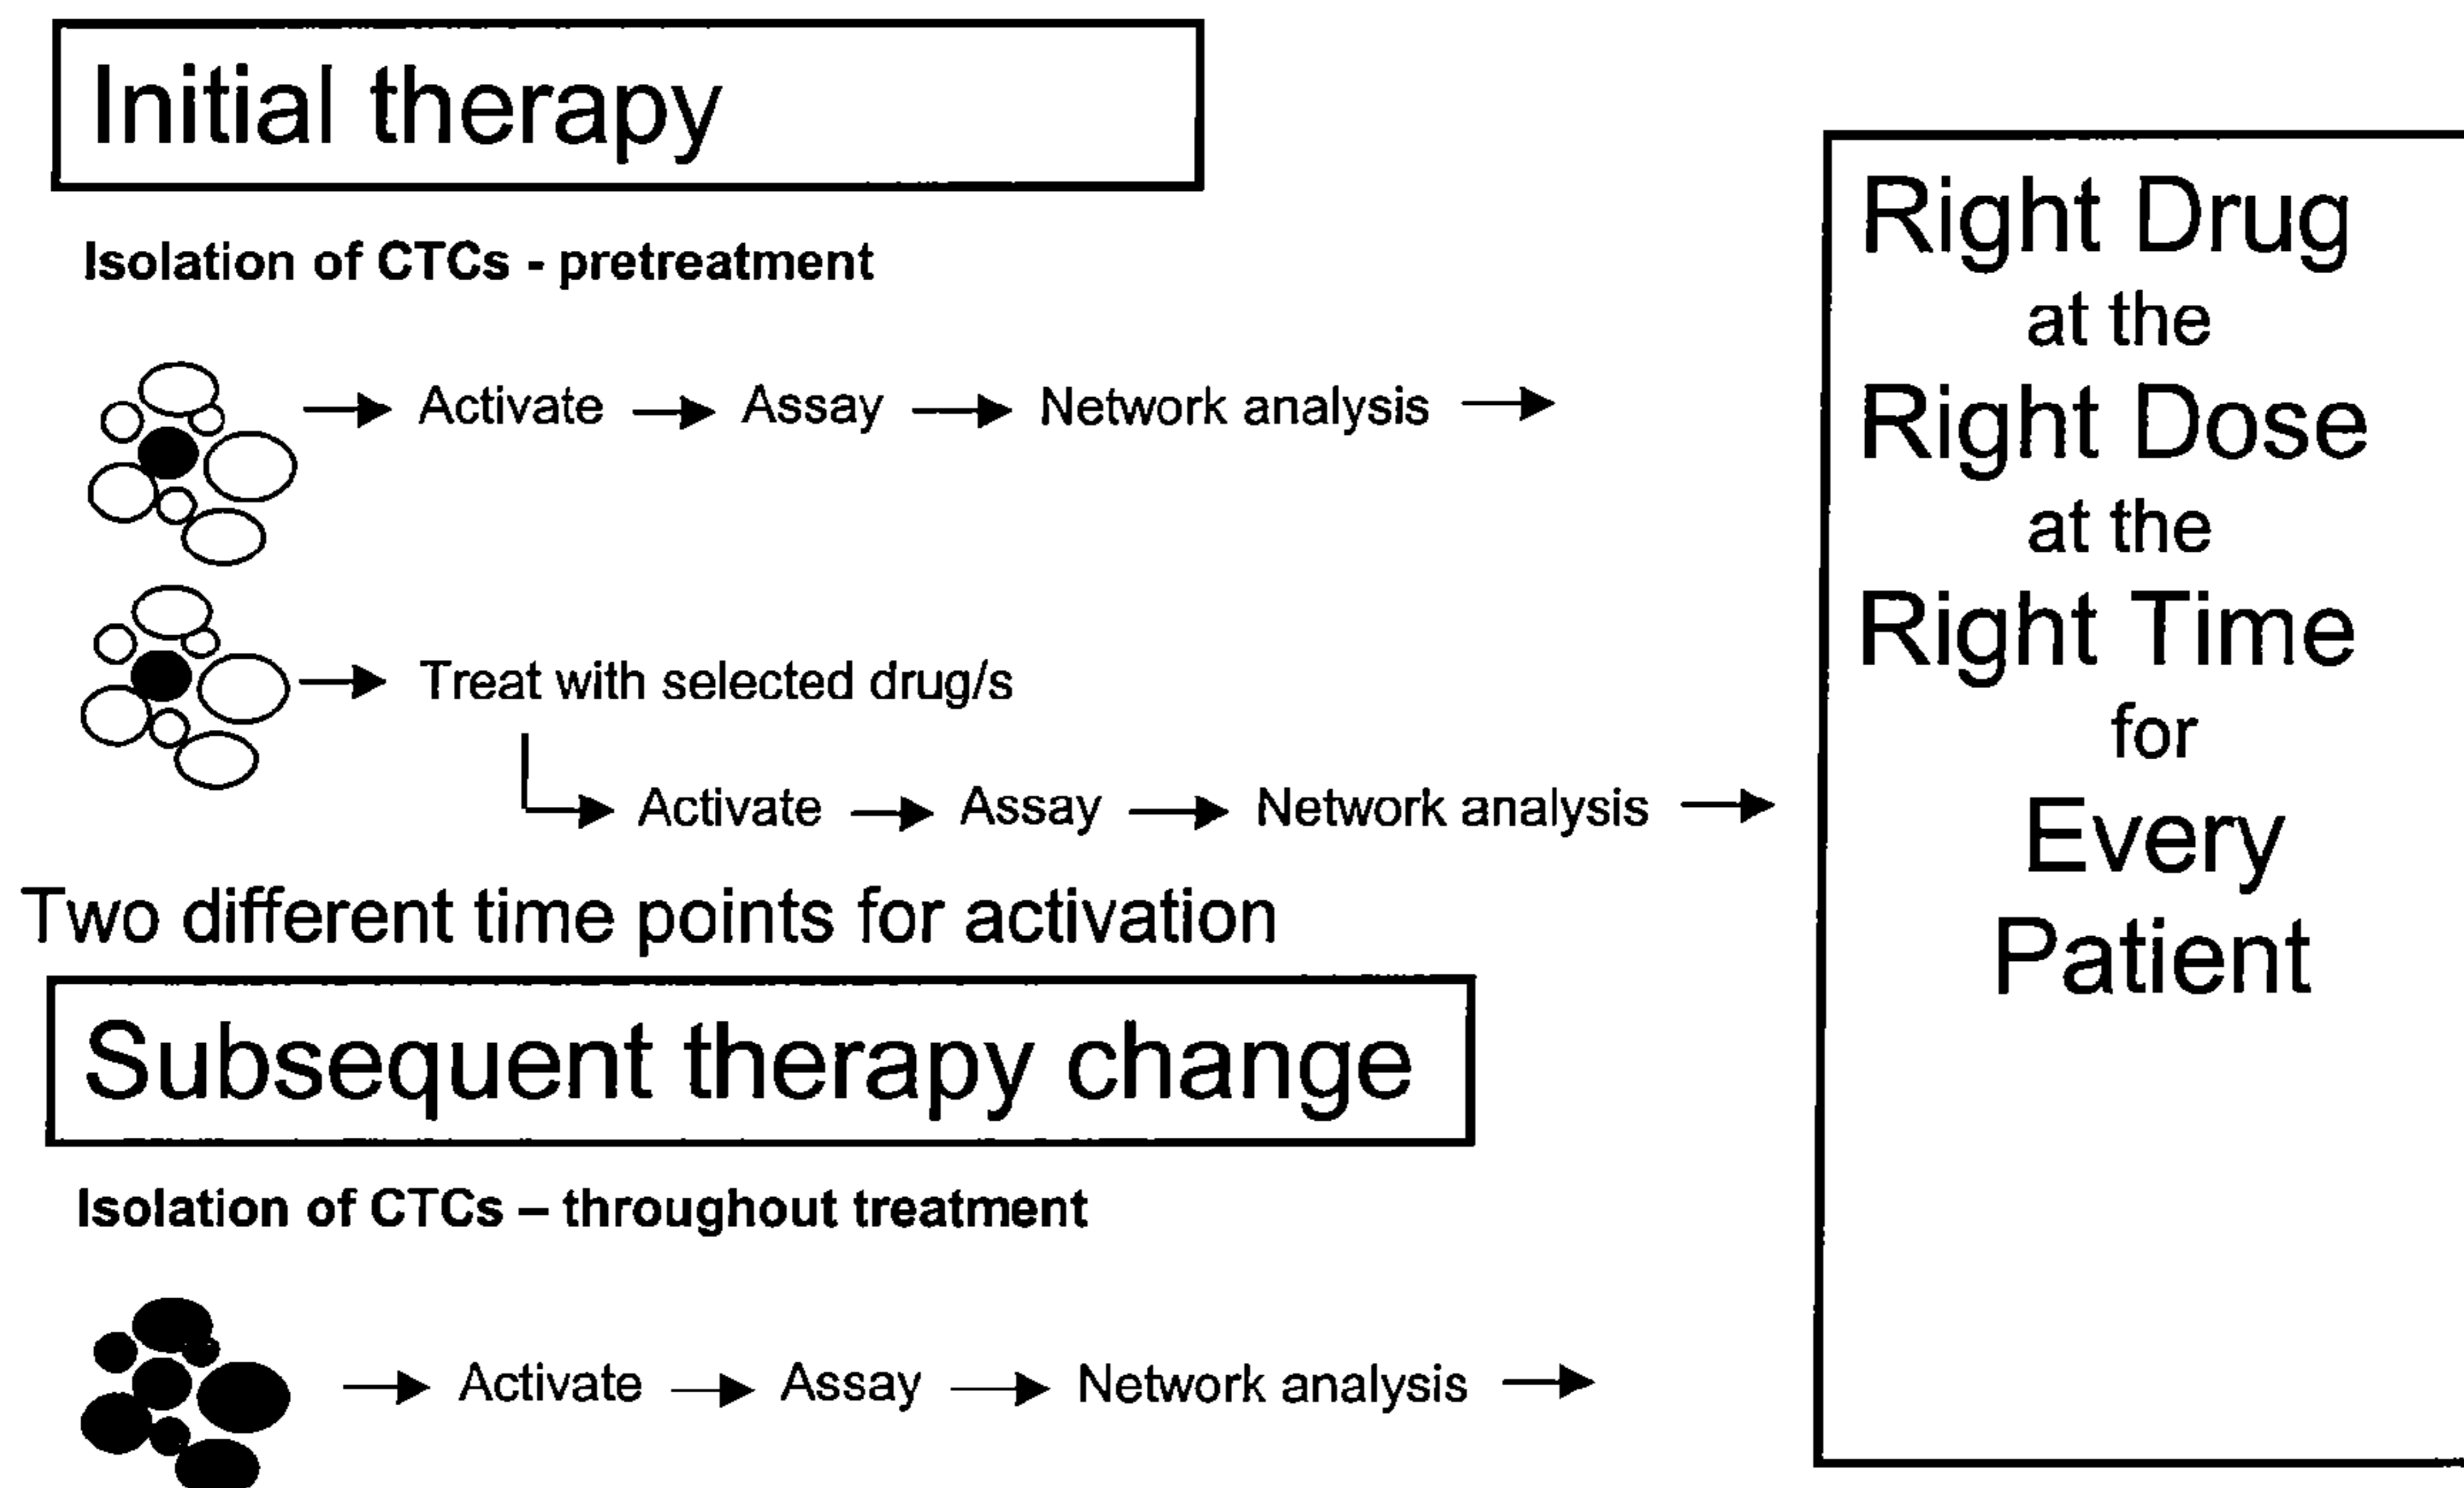 Initial therapy
Isolation of CTCs - pretreatment
Activate Assay Network analysis
Treat with selected drug/s
Activate Assay Network analysis
Two different time points for activation
Subsequent therapy change
Isolation of CTCs – throughout treatment
Activate Assay Network analysis
Right Drug
at the
Right Dose
at the
Right Time
for
Every
Patient